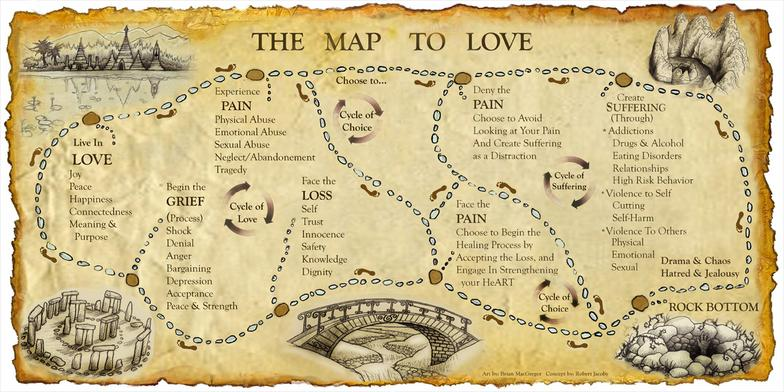 THE MAP TO LOVE
Live In
LOVE
Joy
Peace
Happiness
Connectedness
Meaning &
Purpose
Experience
PAIN
Physical Abuse
Emotional Abuse
Sexual Abuse
Neglect/Abandonement
Tragedy
Choose to...
Cycle of
Choice
Deny the
PAIN
Choose to Avoid
Looking at Your Pain
And Create Suffering
as a Distraction
Create
SUFFERING
(Through)
*Addictions
Drugs & Alcohol
Eating Disorders
Relationships
High Risk Behavior
*Violence to Self
Cutting
Self-Harm
*Violence To Others
Physical
Emotional
Sexual
Drama & Chaos
Hatred & Jealousy
Cycle of
Suffering
Begin the
GRIEF
(Process)
Shock
Denial
Anger
Bargaining
Depression
Acceptance
Peace & Strength
Cycle of
Love
Face the
LOSS
Self
Trust
Innocence
Safety
Knowledge
Dignity
Face the
PAIN
Choose to Begin the
Healing Process by
Accepting the Loss, and
Engage In Strengthening
your HeART
Cycle of
Choice
ROCK BOTTOM
Art by: Brian MacGregor Concept by: Robert Jacoby